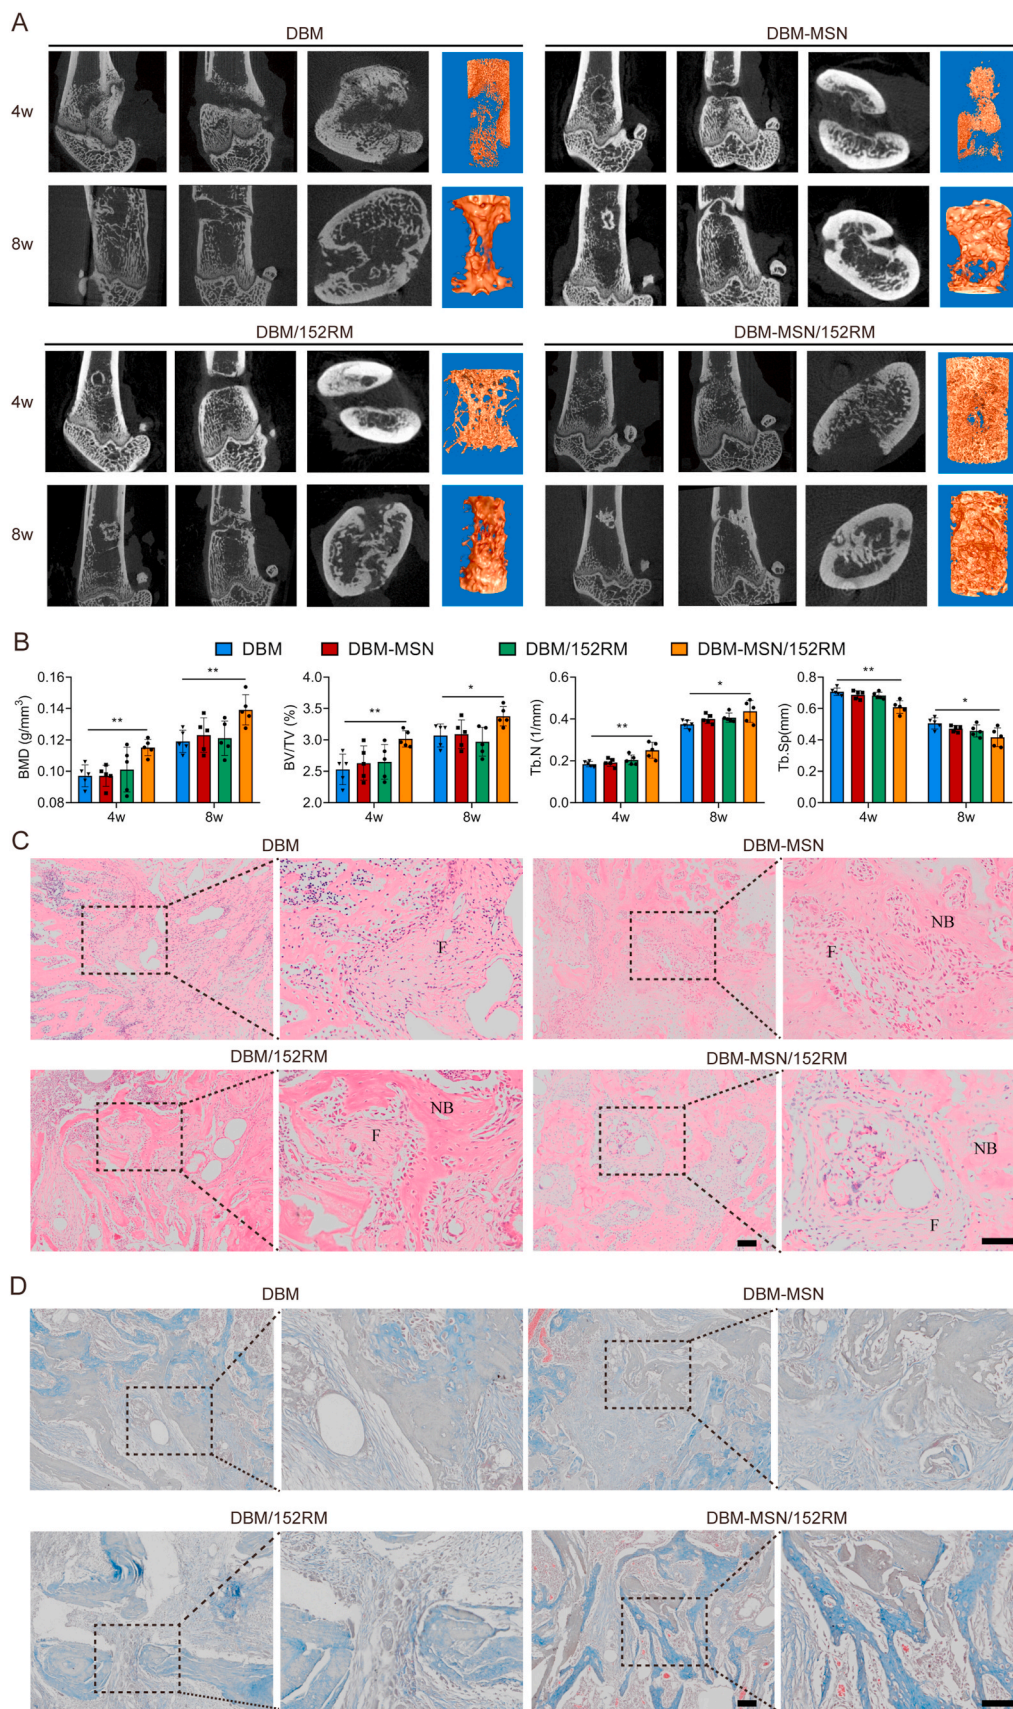 A
DBM
DBM-MSN
4w
8w
DBM/152RM
DBM-MSN/152RM
4w
8w
B
DBM
DBM-MSN
DBM/152RM
DBM-MSN/152RM
BMD (g/mm³)
0.16
0.14
0.12
0.10
0.08
**
**
4w
8w
BV/TV (%)
4.0
3.5
3.0
2.5
2.0
**
*
4w
8w
Tb.N (1/mm)
0.6
0.4
0.2
0.0
**
*
4w
8w
Tb.Sp(mm)
0.8
0.6
0.4
0.2
0.0
**
*
4w
8w
C
DBM
DBM-MSN
F
F
NB
DBM/152RM
DBM-MSN/152RM
F
NB
F
NB
D
DBM
DBM-MSN
DBM/152RM
DBM-MSN/152RM